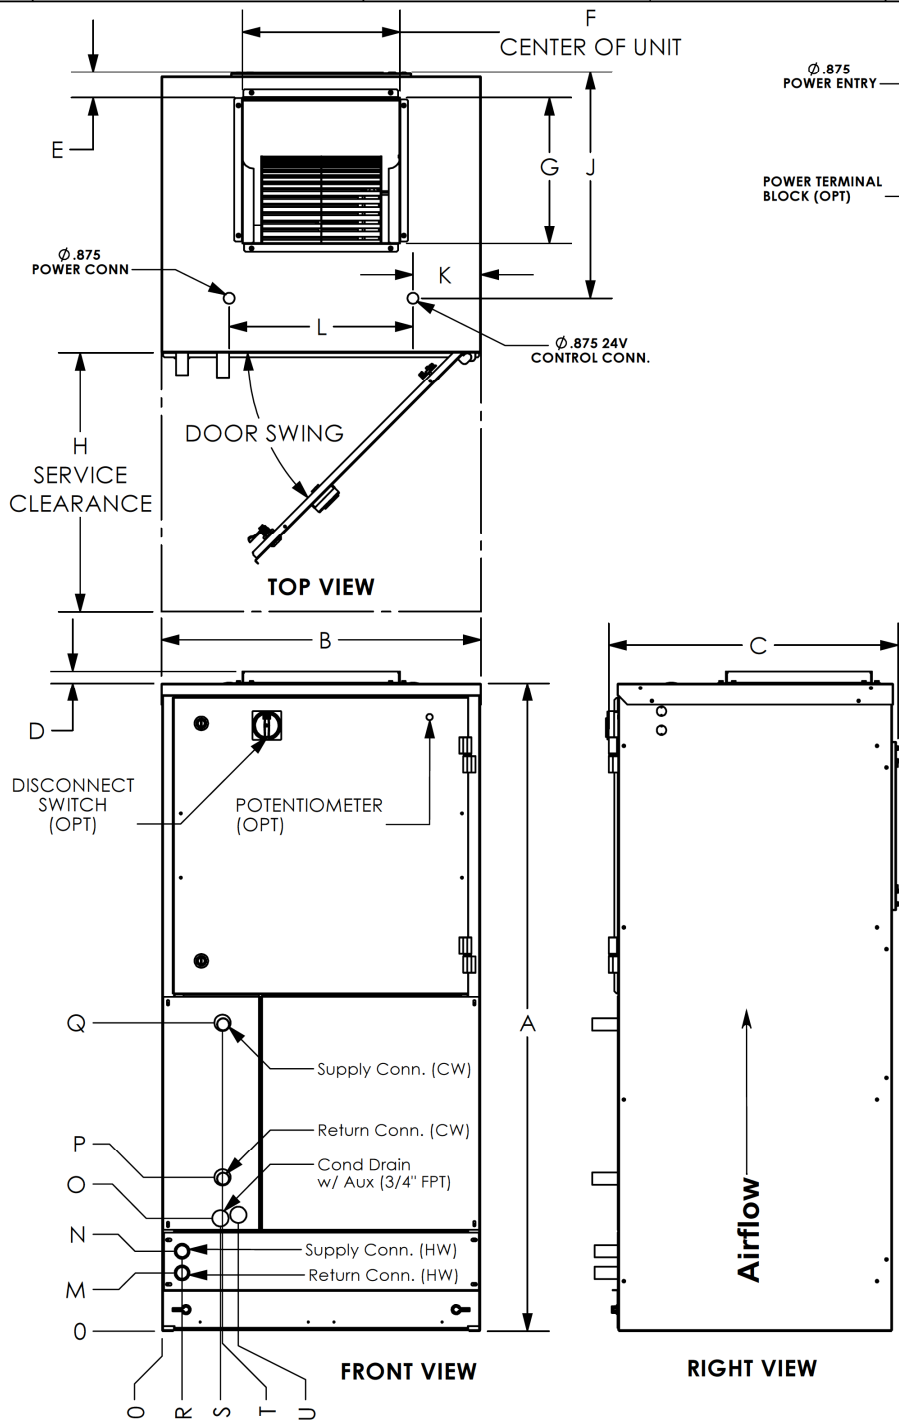 F
CENTER OF UNIT
Ø.875
POWER ENTRY
E
G
J
POWER TERMINAL
BLOCK (OPT)
Ø.875
POWER CONN
K
L
Ø.875 24V
CONTROL CONN.
DOOR SWING
H
SERVICE
CLEARANCE
TOP VIEW
B
C
D
DISCONNECT
SWITCH
(OPT)
POTENTIOMETER
(OPT)
Q
A
Supply Conn. (CW)
P
Return Conn. (CW)
O
Cond Drain
w/ Aux (3/4" FPT)
N
Supply Conn. (HW)
M
Return Conn. (HW)
Airflow
0
FRONT VIEW
RIGHT VIEW
0
R
S
T
U